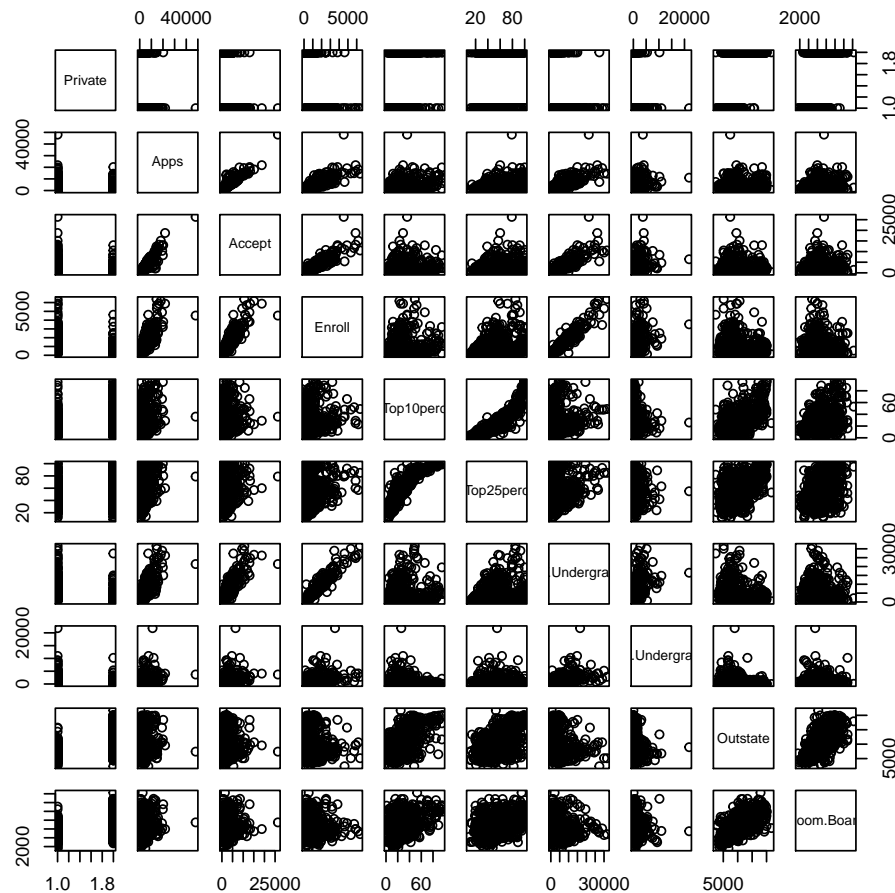 0 40000 0 5000 20 80 0 20000 2000
Private 1.0 1.8
0 40000 Apps
Accept 0 25000
0 5000 Enroll
Top10perc 0 60
20 80 Top25perc
.Undergra 0 30000
0 20000 .Undergra
Outstate 5000
2000 oom.Boar
1.0 1.8 0 25000 0 60 0 30000 5000